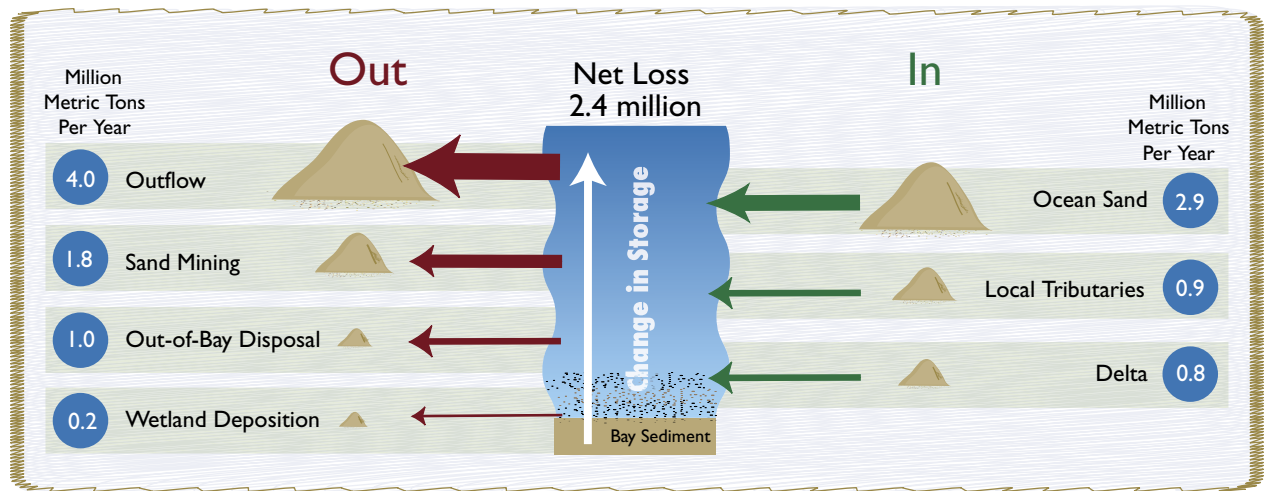 Out
Net Loss
2.4 million
In
Million
Metric Tons
Per Year
Million
Metric Tons
Per Year
4.0 Outflow
1.8 Sand Mining
1.0 Out-of-Bay Disposal
0.2 Wetland Deposition
Change in Storage
Bay Sediment
Ocean Sand 2.9
Local Tributaries 0.9
Delta 0.8